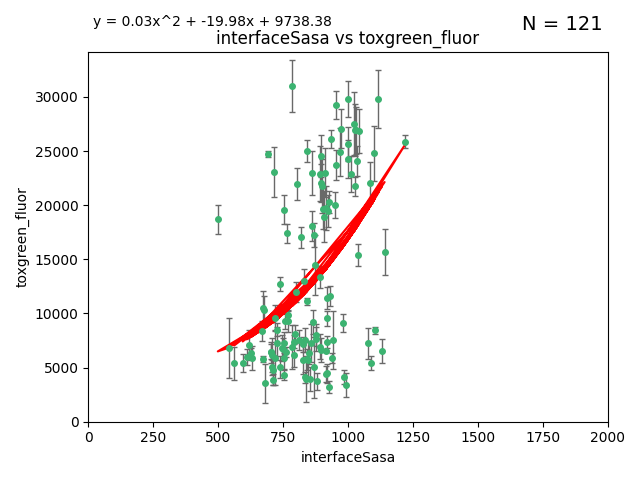 y = 0.03x^2 + -19.98x + 9738.38
N = 121
interfaceSasa vs toxgreen_fluor
toxgreen_fluor
30000
25000
20000
15000
10000
5000
0
0 250 500 750 1000 1250 1500 1750 2000
interfaceSasa